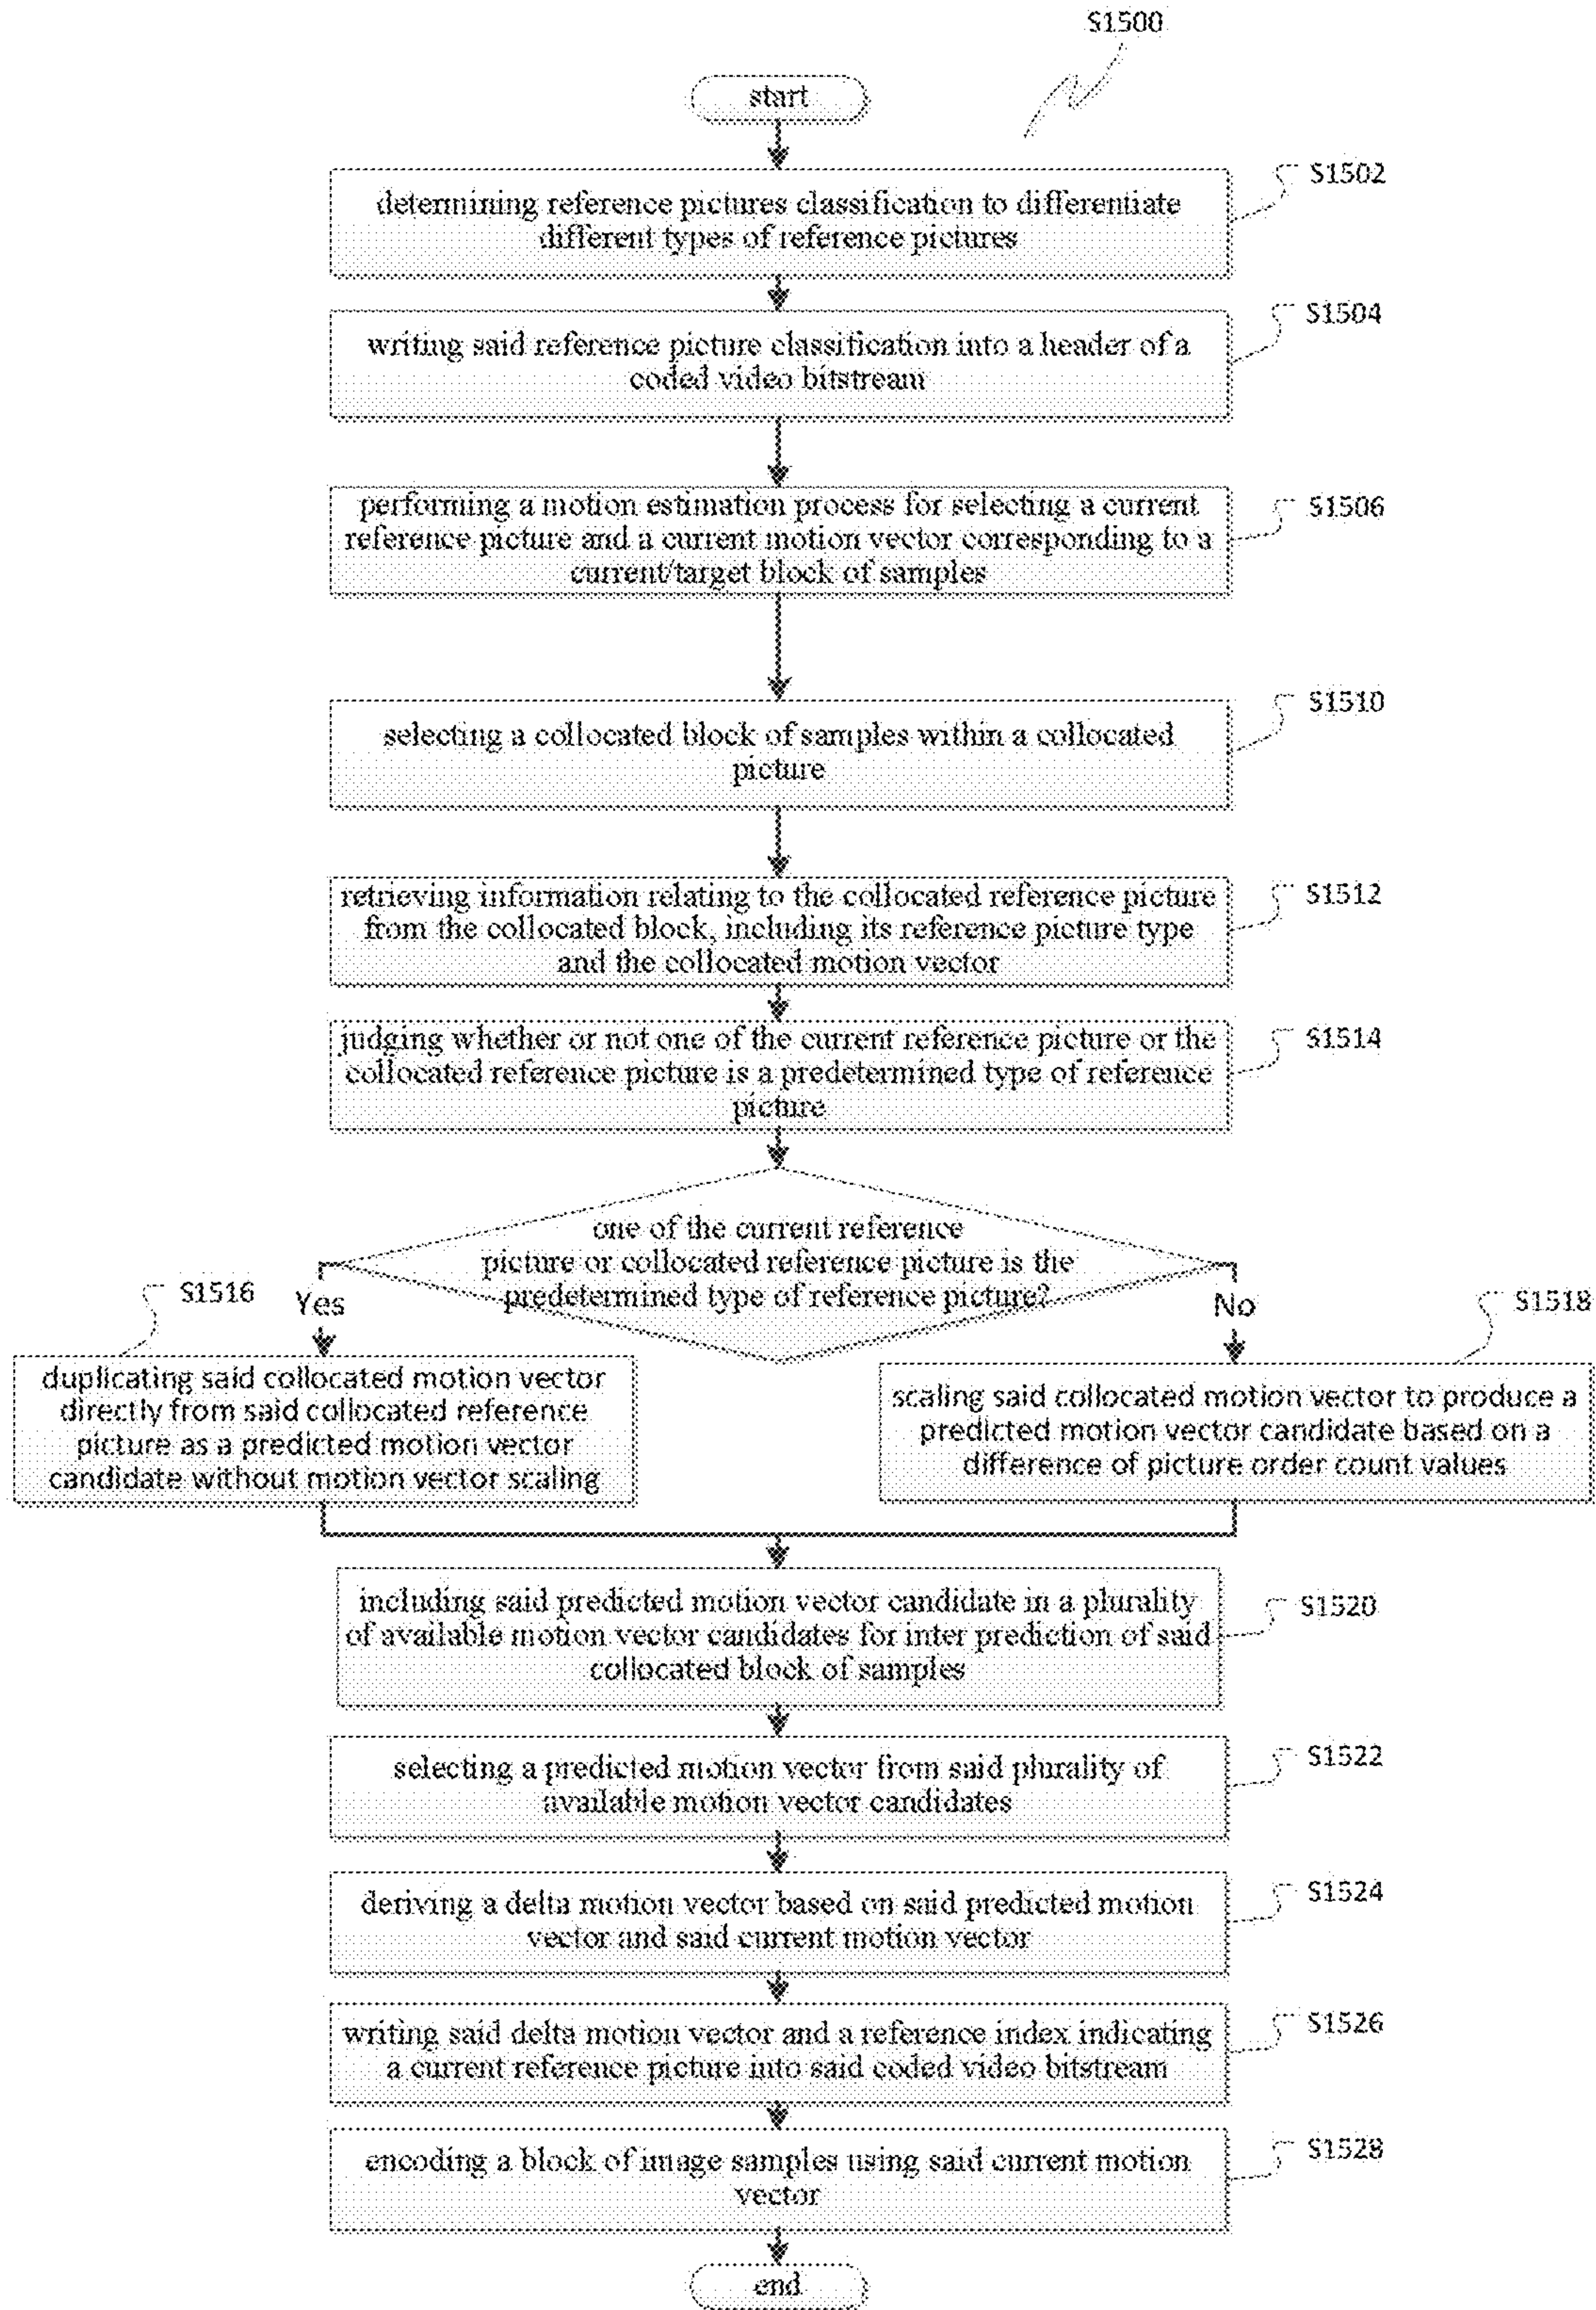 S1500
start
S1502
determining reference pictures classification to differentiate
different types of reference pictures
S1504
writing said reference picture classification into a header of a
coded video bitstream
S1506
performing a motion estimation process for selecting a current
reference picture and a current motion vector corresponding to a
current/target block of samples
S1510
selecting a collocated block of samples within a collocated
picture
S1512
retrieving information relating to the collocated reference picture
from the collocated block, including its reference picture type
and the collocated motion vector
S1514
judging whether or not one of the current reference picture or the
collocated reference picture is a predetermined type of reference
picture
one of the current reference
picture or collocated reference picture is the
predetermined type of reference picture?
S1516
Yes
No
S1518
duplicating said collocated motion vector
directly from said collocated reference
picture as a predicted motion vector
candidate without motion vector scaling
scaling said collocated motion vector to produce a
predicted motion vector candidate based on a
difference of picture order count values
S1520
including said predicted motion vector candidate in a plurality
of available motion vector candidates for inter prediction of said
collocated block of samples
S1522
selecting a predicted motion vector from said plurality of
available motion vector candidates
S1524
deriving a delta motion vector based on said predicted motion
vector and said current motion vector
S1526
writing said delta motion vector and a reference index indicating
a current reference picture into said coded video bitstream
S1528
encoding a block of image samples using said current motion
vector
end